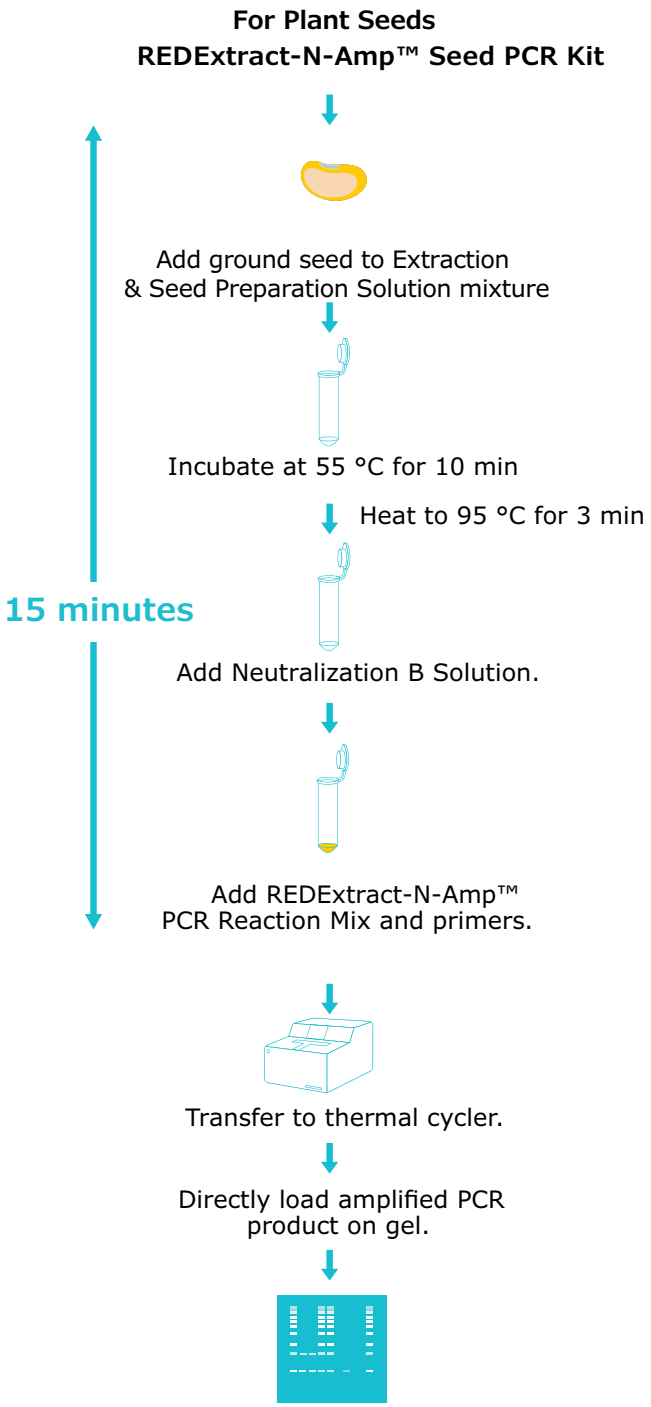 For Plant Seeds
REDExtract-N-Amp™ Seed PCR Kit
Add ground seed to Extraction
& Seed Preparation Solution mixture
Incubate at 55 °C for 10 min
Heat to 95 °C for 3 min
15 minutes
Add Neutralization B Solution.
Add REDExtract-N-Amp™
PCR Reaction Mix and primers.
Transfer to thermal cycler.
Directly load amplified PCR
product on gel.